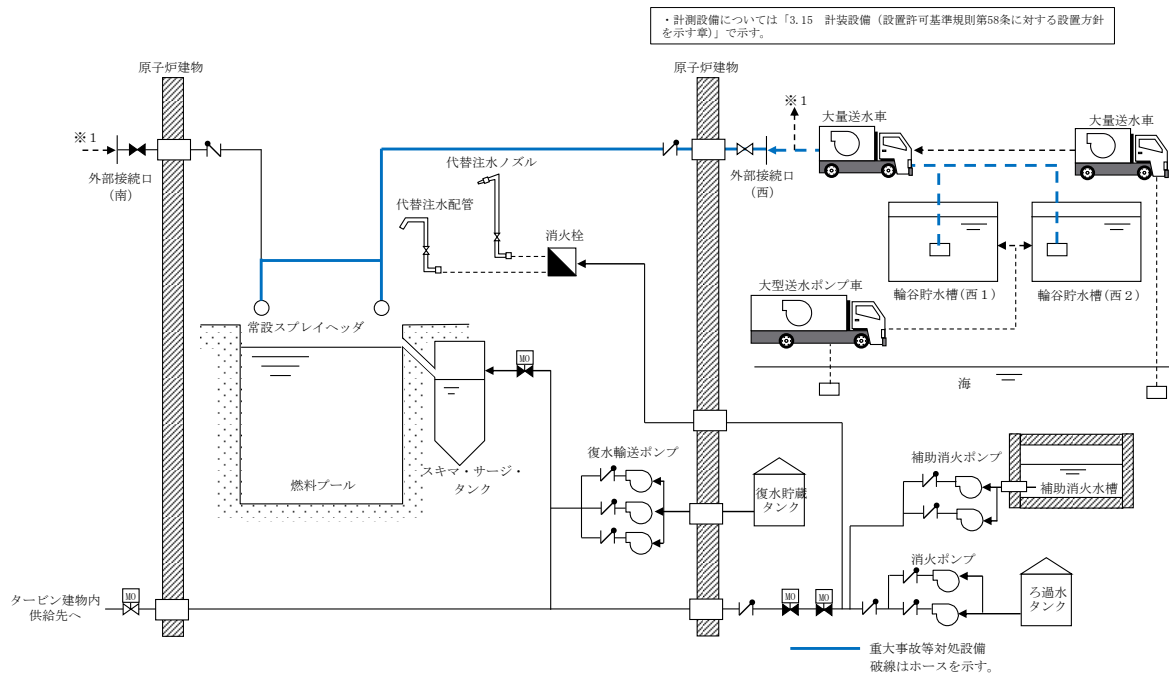 ・計測設備については「3.15　計装設備（設置許可基準規則第58条に対する設置方針
を示す章）」で示す。
原子炉建物
原子炉建物
※1
※1
大量送水車
大量送水車
外部接続口
(南)
代替注水ノズル
外部接続口
(西)
代替注水配管
消火栓
輪谷貯水槽(西1)
輪谷貯水槽(西2)
大型送水ポンプ車
常設スプレイヘッダ
MO
海
復水輸送ポンプ
補助消火ポンプ
スキマ・サージ・
タンク
燃料プール
復水貯蔵
タンク
補助消火水槽
消火ポンプ
タービン建物内
供給先へ
MO
MO
MO
ろ過水
タンク
重大事故等対処設備
破線はホースを示す。